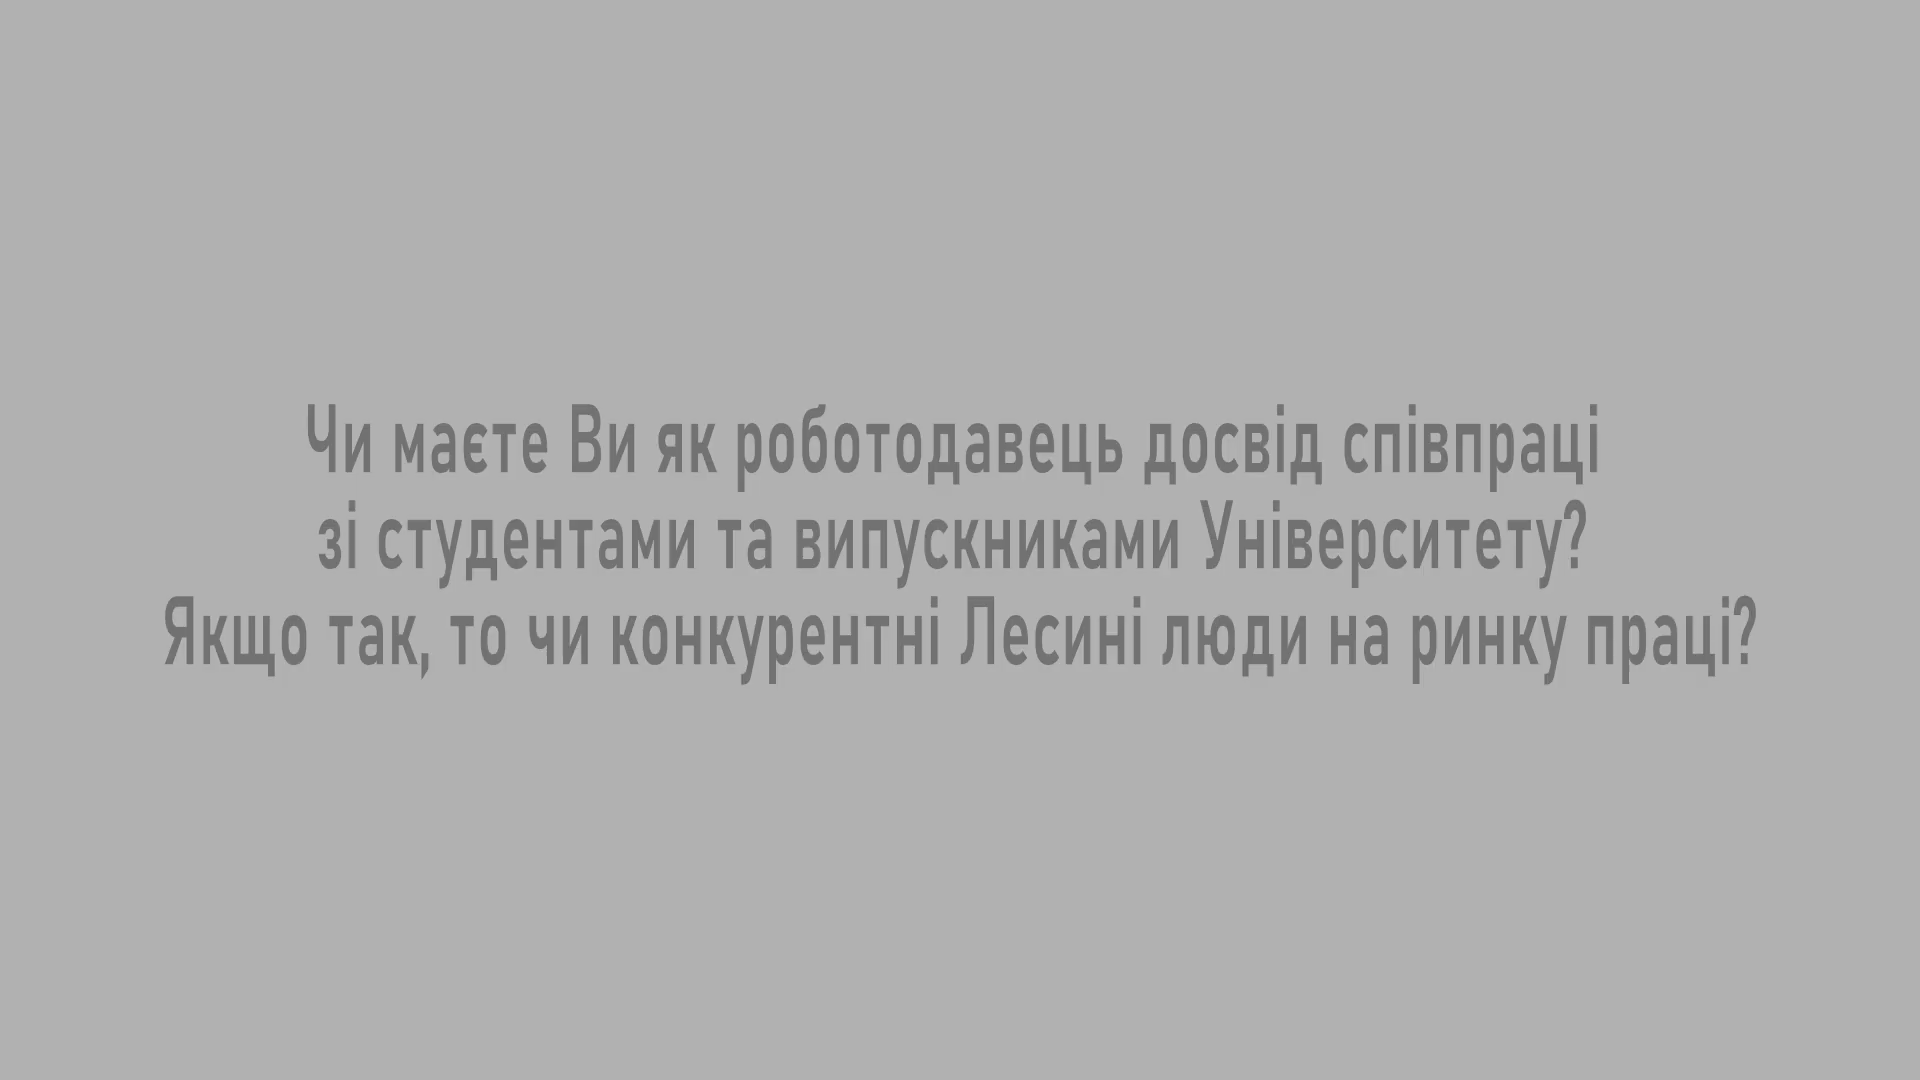 Чи маєте Ви як роботодавець досвід співпраці
зі студентами та випускниками Університету?
Якщо так, то чи конкурентні Лесині люди на ринку праці?